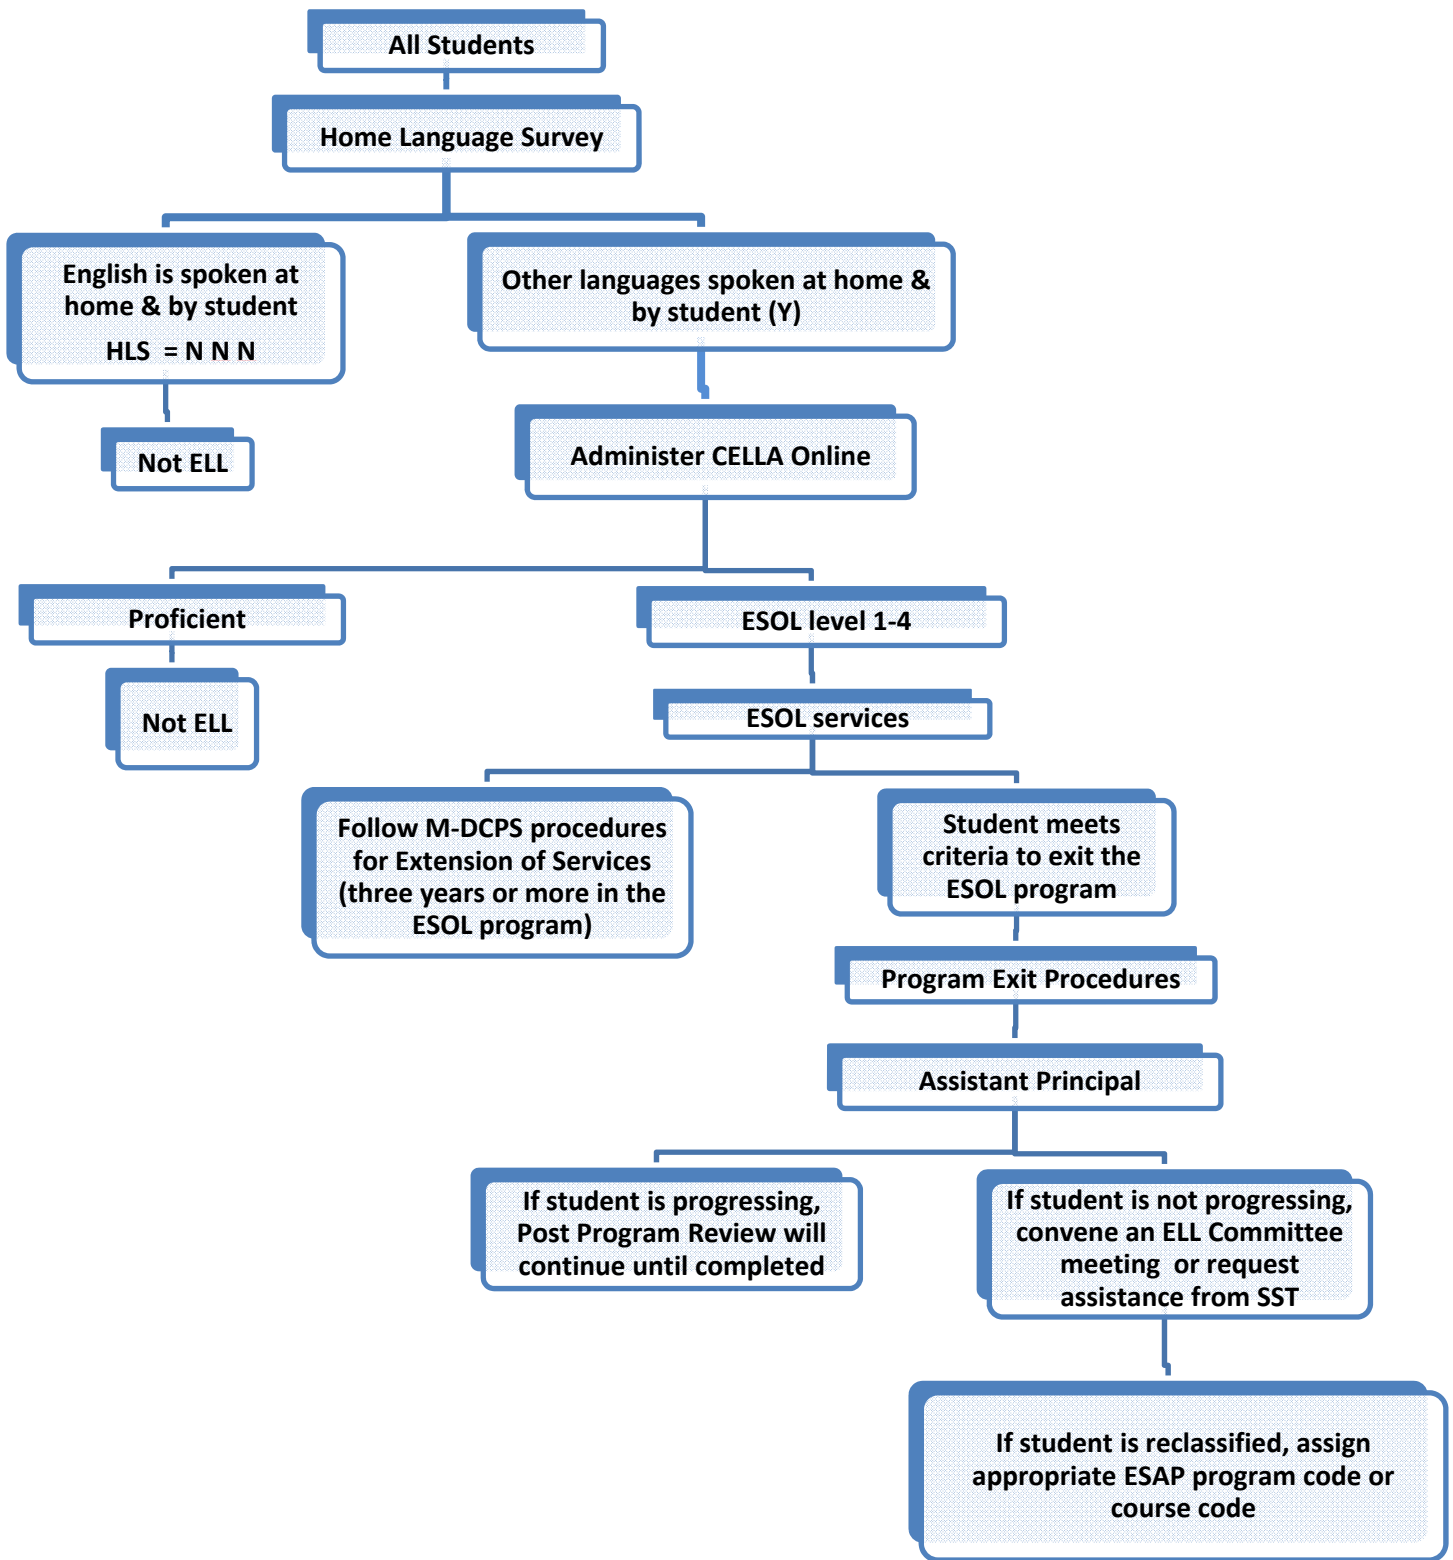 All Students
Home Language Survey
English is spoken at
home & by student
HLS = N N N
Other languages spoken at home &
by student (Y)
Not ELL
Administer CELLA Online
Proficient
ESOL level 1-4
Not ELL
ESOL services
Follow M-DCPS procedures
for Extension of Services
(three years or more in the
ESOL program)
Student meets
criteria to exit the
ESOL program
Program Exit Procedures
Assistant Principal
If student is progressing,
Post Program Review will
continue until completed
If student is not progressing,
convene an ELL Committee
meeting or request
assistance from SST
If student is reclassified, assign
appropriate ESAP program code or
course code